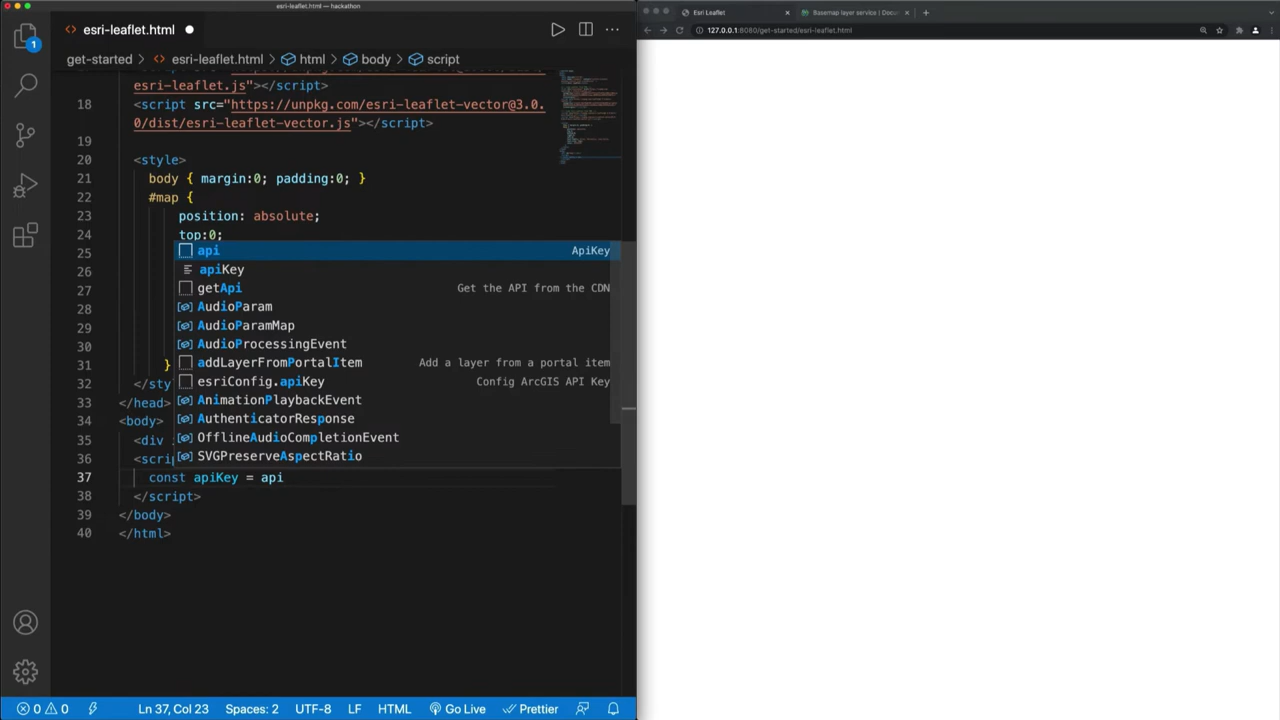 esri-leaflet.html — hackathon
esri-leaflet.html
get-started > esri-leaflet.html > html > body > script
esri-leaflet.js"></script>
18 <script src="https://unpkg.com/esri-leaflet-vector@3.0.
0/dist/esri-leaflet-vector.js"></script>
19
20 <style>
21 body { margin:0; padding:0; }
22 #map {
23 position: absolute;
24 top:0;
25
26
27
28
29
30
31 }
32 </sty
33 </head>
34 <body>
35 <div
36 <scri
37 const apiKey = api
38 </script>
39 </body>
40 </html>
api ApiKey
apiKey
getApi Get the API from the CDN
AudioParam
AudioParamMap
AudioProcessingEvent
addLayerFromPortalItem Add a layer from a portal item
esriConfig.apiKey Config ArcGIS API Key
AnimationPlaybackEvent
AuthenticatorResponse
OfflineAudioCompletionEvent
SVGPreserveAspectRatio
1
0 0 Ln 37, Col 23 Spaces: 2 UTF-8 LF HTML Go Live Prettier
Esri Leaflet
Basemap layer service | Docu
127.0.0.1:8080/get-started/esri-leaflet.html